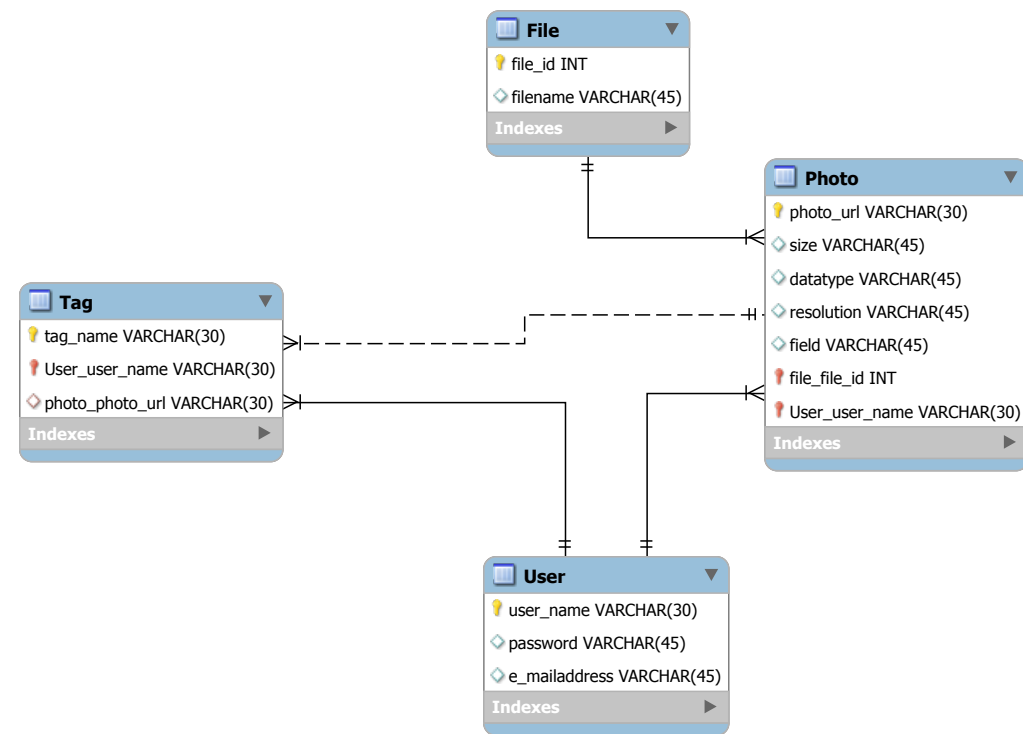 File
file_id INT
filename VARCHAR(45)
Indexes
Photo
photo_url VARCHAR(30)
size VARCHAR(45)
datatype VARCHAR(45)
resolution VARCHAR(45)
field VARCHAR(45)
file_file_id INT
User_user_name VARCHAR(30)
Indexes
Tag
tag_name VARCHAR(30)
User_user_name VARCHAR(30)
photo_photo_url VARCHAR(30)
Indexes
User
user_name VARCHAR(30)
password VARCHAR(45)
e_mailaddress VARCHAR(45)
Indexes